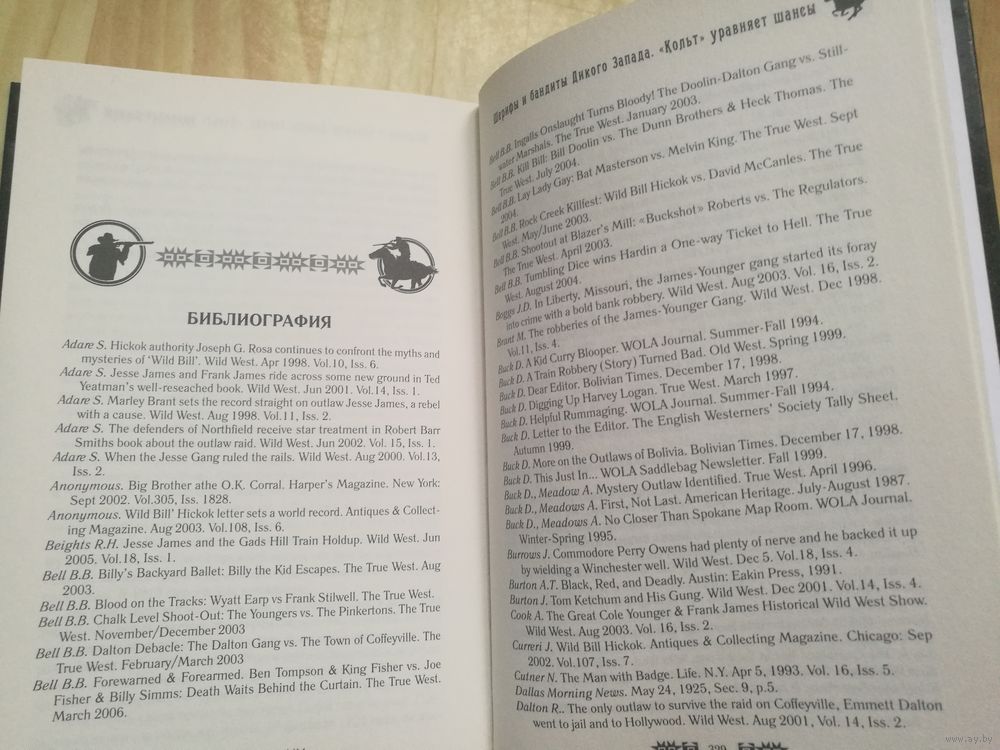 БИБЛИОГРАФИЯ
Adare S. Hickok authority Joseph G. Rosa continues to confront the myths and
mysteries of 'Wild Bill'. Wild West. Apr 1998. Vol.10, Iss. 6.
Adare S. Jesse James and Frank James ride across some new ground in Ted
Yeatman's well-reseached book. Wild West. Jun 2001. Vol.14, Iss. 1.
Adare S. Marley Brant sets the record straight on outlaw Jesse James, a rebel
with a cause. Wild West. Aug 1998. Vol.11, Iss. 2.
Adare S. The defenders of Northfield receive star treatment in Robert Barr
Smiths book about the outlaw raid. Wild West. Jun 2002. Vol. 15, Iss. 1.
Adare S. When the Jesse Gang ruled the rails. Wild West. Aug 2000. Vol.13,
Iss. 2.
Anonymous. Big Brother athe O.K. Corral. Harper's Magazine. New York:
Sept 2002. Vol.305, Iss. 1828.
Anonymous. Wild Bill' Hickok letter sets a world record. Antiques & Collect-
ing Magazine. Aug 2003. Vol.108, Iss. 6.
Beights R.H. Jesse James and the Gads Hill Train Holdup. Wild West. Jun
2005. Vol.18, Iss. 1.
Bell B.B. Billy's Backyard Ballet: Billy the Kid Escapes. The True West. Aug
2003.
Bell B.B. Blood on the Tracks: Wyatt Earp vs Frank Stilwell. The True West.
Bell B.B. Chalk Level Shoot-Out: The Youngers vs. The Pinkertons. The True
West. November/December 2003
Bell B.B. Dalton Debacle: The Dalton Gang vs. The Town of Coffeyville. The
True West. February/March 2003
Bell B.B. Forewarned & Forearmed. Ben Tompson & King Fisher vs. Joe
Fisher & Billy Simms: Death Waits Behind the Curtain. The True West.
March 2006.
Шерифы и бандиты Дикого Запада. «Кольт» уравняет шансы
Bell B.B. Ingalls Onslaught Turns Bloody! The Doolin-Dalton Gang vs. Still-
water Marshals. The True West. January 2003.
Bell B.B. Kill Bill: Bill Doolin vs. The Dunn Brothers & Heck Thomas. The
True West. July 2004.
Bell B.B. Lay Lady Gay: Bat Masterson vs. Melvin King. The True West. Sept
2004.
Bell B.B. Rock Creek Killfest: Wild Bill Hickok vs. David McCanles. The True
West. May/June 2003.
Bell B.B. Shootout at Blazer's Mill: «Buckshot» Roberts vs. The Regulators.
The True West. April 2003.
Bell B.B. Tumbling Dice wins Hardin a One-way Ticket to Hell. The True
West. August 2004.
Boggs J.D. In Liberty, Missouri, the James-Younger gang started its foray
into crime with a bold bank robbery. Wild West. Aug 2003. Vol. 16, Iss. 2.
Brant M. The robberies of the James-Younger Gang. Wild West. Dec 1998.
Vol.11, Iss. 4.
Buck D. A Kid Curry Blooper. WOLA Journal. Summer-Fall 1994.
Buck D. A Train Robbery (Story) Turned Bad. Old West. Spring 1999.
Buck D. Dear Editor. Bolivian Times. December 17, 1998.
Buck D. Digging Up Harvey Logan. True West. March 1997.
Buck D. Helpful Rummaging. WOLA Journal. Summer-Fall 1994.
Buck D. Letter to the Editor. The English Westerners' Society Tally Sheet.
Autumn 1999.
Buck D. More on the Outlaws of Bolivia. Bolivian Times. December 17, 1998.
Buck D. This Just In... WOLA Saddlebag Newsletter. Fall 1999.
Buck D., Meadow A. Mystery Outlaw Identified. True West. April 1996.
Buck D., Meadows A. First, Not Last. American Heritage. July-August 1987.
Buck D., Meadows A. No Closer Than Spokane Map Room. WOLA Journal.
Winter-Spring 1995.
Burrows J. Commodore Perry Owens had plenty of nerve and he backed it up
by wielding a Winchester well. Wild West. Dec 5. Vol.18, Iss. 4.
Burton A.T. Black, Red, and Deadly. Austin: Eakin Press, 1991.
Burton J. Tom Ketchum and His Gung. Wild West. Dec 2001. Vol.14, Iss. 4.
Cook A. The Great Cole Younger & Frank James Historical Wild West Show.
Wild West. Aug 2003. Vol. 16, Iss. 2.
Curreri J. Wild Bill Hickok. Antiques & Collecting Magazine. Chicago: Sep
2002. Vol.107, Iss. 7.
Cutner N. The Man with Badge. Life. N.Y. Apr 5, 1993. Vol. 16, Iss. 5.
Dallas Morning News. May 24, 1925, Sec. 9, p.5.
Dalton R.. The only outlaw to survive the raid on Coffeyville, Emmett Dalton
went to jail and to Hollywood. Wild West. Aug 2001, Vol. 14, Iss. 2.
www.ay.by